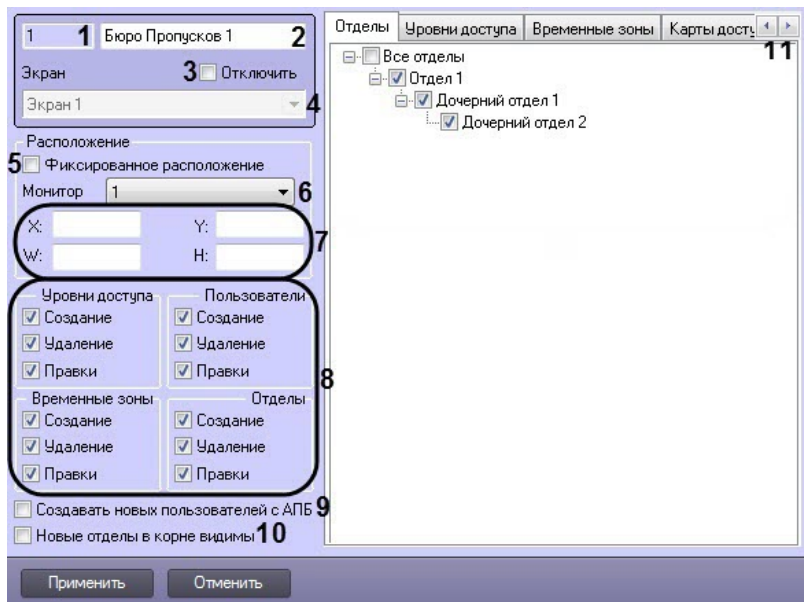 1 1 Бюро Пропусков 1 2
Экран 3 Отключить
Экран 1 4
Расположение
5 Фиксированное расположение
Монитор 1 6
X: Y: 7
W: H:
Уровни доступа Пользователи
Создание Создание
Удаление Удаление
Правки Правки
8
Временные зоны Отделы
Создание Создание
Удаление Удаление
Правки Правки
Создавать новых пользователей с АПБ 9
Новые отделы в корне видимы 10
Отделы Уровни доступа Временные зоны Карты дост
11
Все отделы
Отдел 1
Дочерний отдел 1
Дочерний отдел 2
Применить Отменить